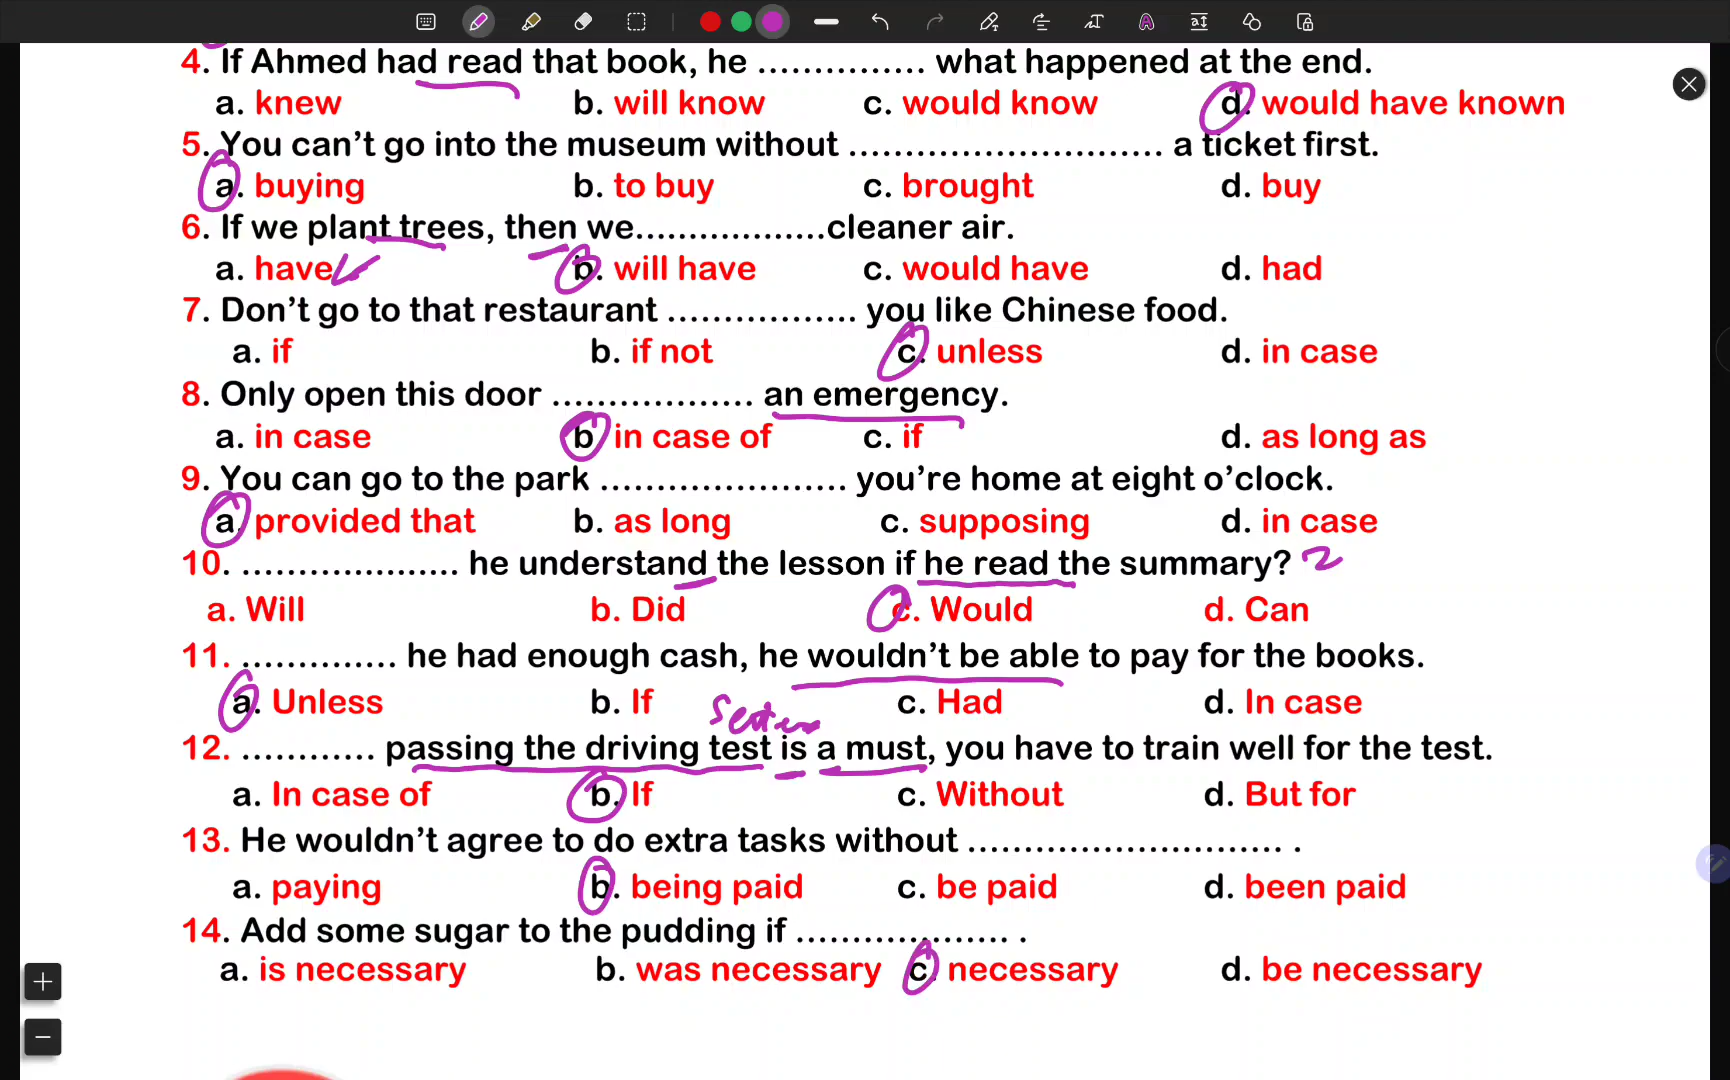 4. If Ahmed had read that book, he ............... what happened at the end.
a. knew b. will know c. would know d. would have known
5. You can’t go into the museum without ............................ a ticket first.
a. buying b. to buy c. brought d. buy
6. If we plant trees, then we.................cleaner air.
a. have b. will have c. would have d. had
7. Don’t go to that restaurant ................. you like Chinese food.
a. if b. if not c. unless d. in case
8. Only open this door .................. an emergency.
a. in case b. in case of c. if d. as long as
9. You can go to the park ...................... you’re home at eight o’clock.
a. provided that b. as long c. supposing d. in case
10. .................... he understand the lesson if he read the summary? 2
a. Will b. Did c. Would d. Can
11. .............. he had enough cash, he wouldn’t be able to pay for the books.
a. Unless b. If c. Had d. In case
12. ............ passing the driving test is a must, you have to train well for the test.
a. In case of b. If c. Without d. But for
13. He wouldn’t agree to do extra tasks without ............................ .
a. paying b. being paid c. be paid d. been paid
14. Add some sugar to the pudding if ................... .
a. is necessary b. was necessary c. necessary d. be necessary